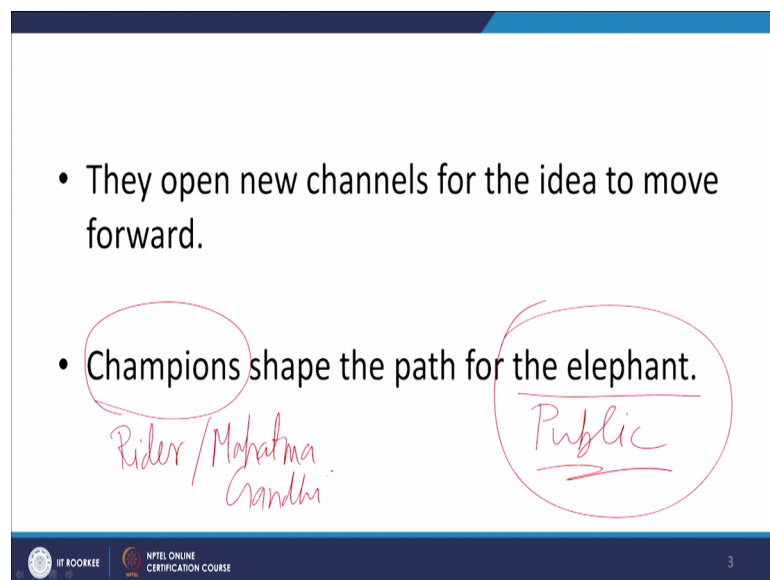 • They open new channels for the idea to move
forward.
• Champions shape the path for the elephant.
Rider / Mahatma
Gandhi
Public
IIT ROORKEE
NPTEL ONLINE
CERTIFICATION COURSE
3